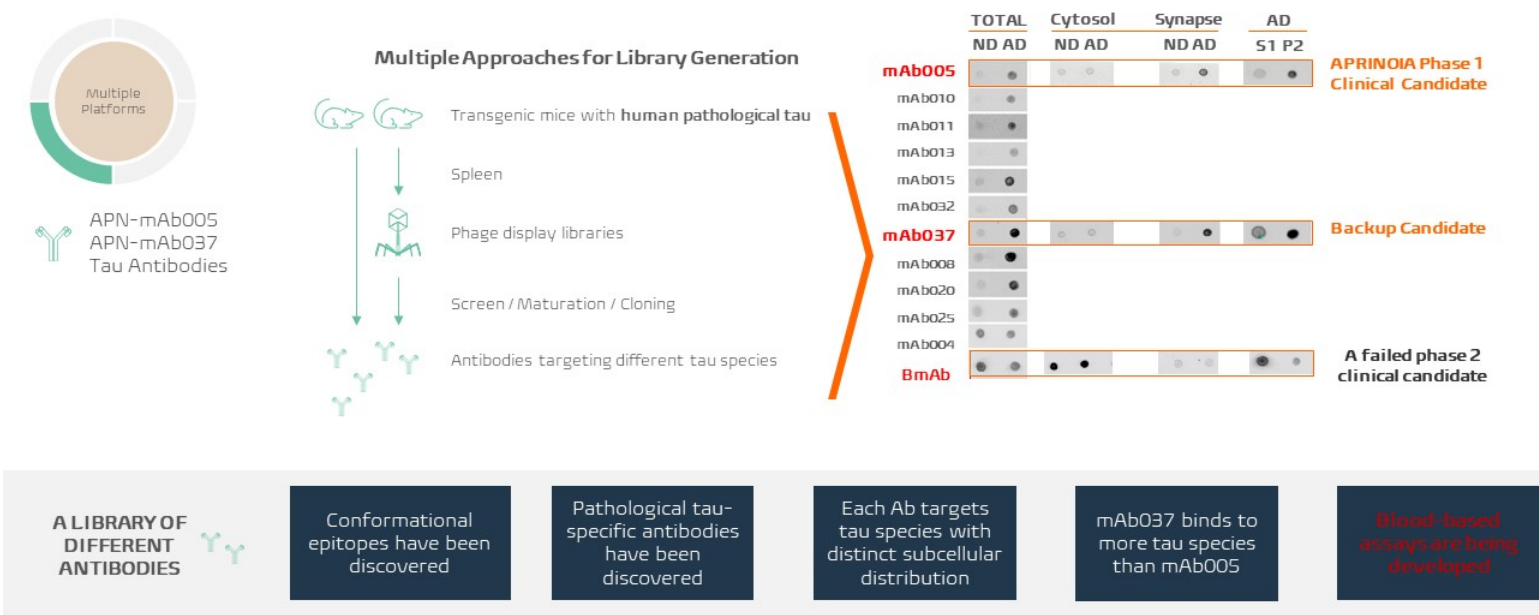 Multiple
Platforms
APN-mAb005
APN-mAb037
Tau Antibodies
Multiple Approaches for Library Generation
Transgenic mice with human pathological tau
Spleen
Phage display libraries
Screen / Maturation / Cloning
Antibodies targeting different tau species
TOTAL Cytosol Synapse AD
ND AD ND AD ND AD S1 P2
mAb005
mAb010
mAb011
mAb013
mAb015
mAb032
mAb037
mAb008
mAb020
mAb025
mAb004
BmAb
APRINOIA Phase 1
Clinical Candidate
Backup Candidate
A failed phase 2
clinical candidate
A LIBRARY OF
DIFFERENT
ANTIBODIES
Conformational
epitopes have been
discovered
Pathological tau-
specific antibodies
have been
discovered
Each Ab targets
tau species with
distinct subcellular
distribution
mAb037 binds to
more tau species
than mAb005
Blood-based
assays are being
developed